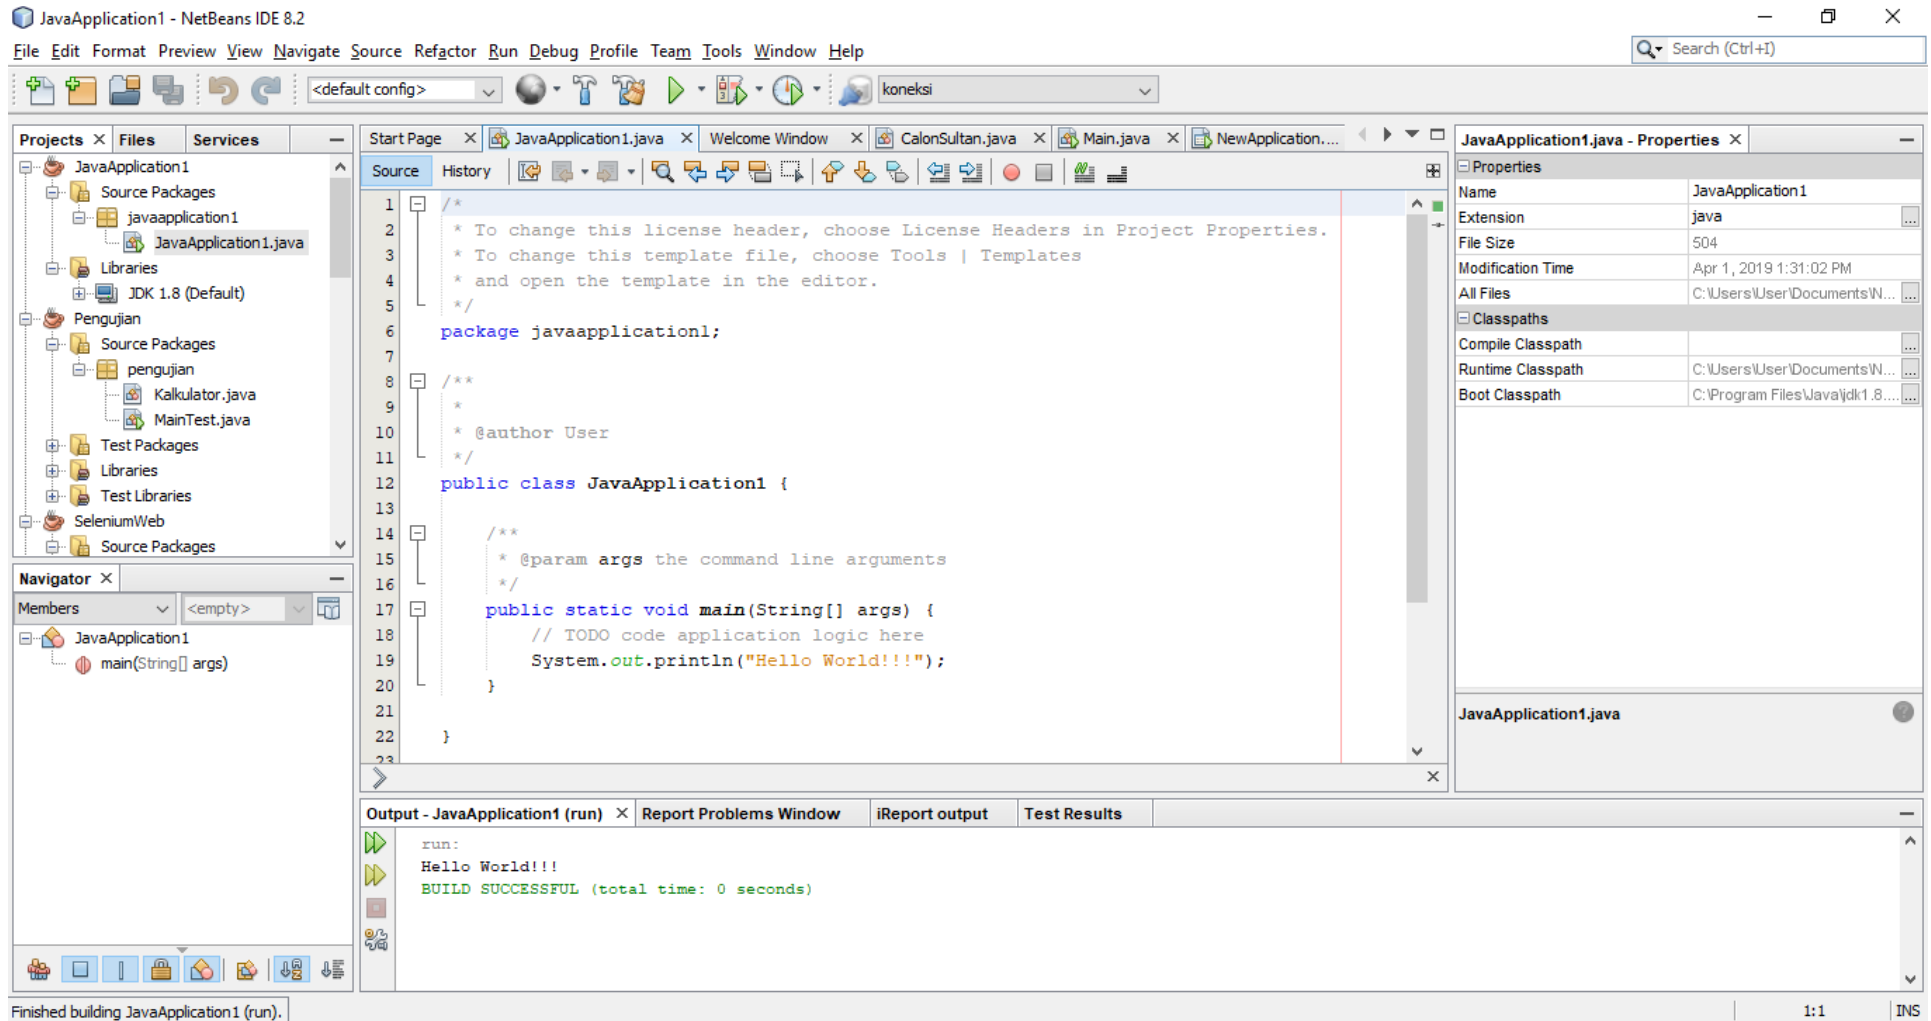 JavaApplication1 - NetBeans IDE 8.2
File Edit Format Preview View Navigate Source Refactor Run Debug Profile Team Tools Window Help
Search (Ctrl+I)
<default config>
koneksi
Projects Files Services
JavaApplication1
Source Packages
javaapplication1
JavaApplication1.java
Libraries
JDK 1.8 (Default)
Pengujian
Source Packages
pengujian
Kalkulator.java
MainTest.java
Test Packages
Libraries
Test Libraries
SeleniumWeb
Source Packages
Navigator
Members <empty>
JavaApplication1
main(String[] args)
Start Page JavaApplication1.java Welcome Window CalonSultan.java Main.java NewApplication....
Source History
1 /*
2 * To change this license header, choose License Headers in Project Properties.
3 * To change this template file, choose Tools | Templates
4 * and open the template in the editor.
5 */
6 package javaapplication1;
7
8 /**
9 *
10 * @author User
11 */
12 public class JavaApplication1 {
13
14 /**
15 * @param args the command line arguments
16 */
17 public static void main(String[] args) {
18 // TODO code application logic here
19 System.out.println("Hello World!!!");
20 }
21
22 }
23
JavaApplication1.java - Properties
Properties
Name JavaApplication1
Extension java ...
File Size 504
Modification Time Apr 1, 2019 1:31:02 PM
All Files C:\Users\User\Documents\N... ...
Classpaths
Compile Classpath ...
Runtime Classpath C:\Users\User\Documents\N... ...
Boot Classpath C:\Program Files\Java\jdk1.8.... ...
JavaApplication1.java
Output - JavaApplication1 (run) Report Problems Window iReport output Test Results
run:
Hello World!!!
BUILD SUCCESSFUL (total time: 0 seconds)
Finished building JavaApplication1 (run).
1:1 INS